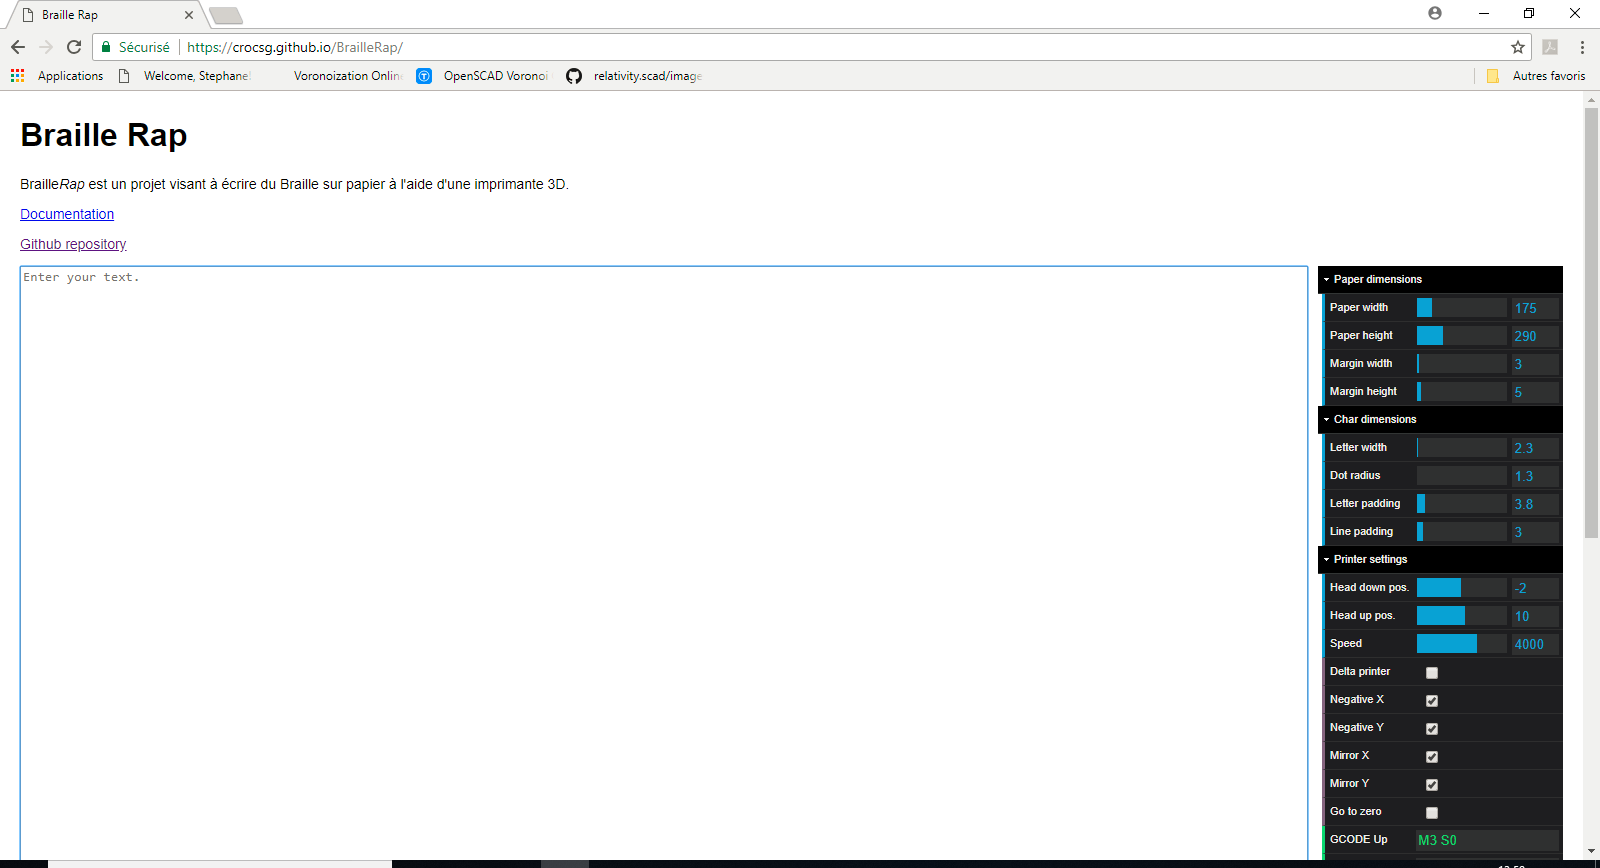 Braille Rap
Sécurisé https://crocsg.github.io/BrailleRap/
Applications Welcome, Stephane Voronoization Onlin OpenSCAD Voronoi relativity.scad/image Autres favoris
Braille Rap
BrailleRap est un projet visant à écrire du Braille sur papier à l'aide d'une imprimante 3D.
Documentation
Github repository
Enter your text.
Paper dimensions
Paper width 175
Paper height 290
Margin width 3
Margin height 5
Char dimensions
Letter width 2.3
Dot radius 1.3
Letter padding 3.8
Line padding 3
Printer settings
Head down pos. -2
Head up pos. 10
Speed 4000
Delta printer
Negative X
Negative Y
Mirror X
Mirror Y
Go to zero
GCODE Up M3 S0